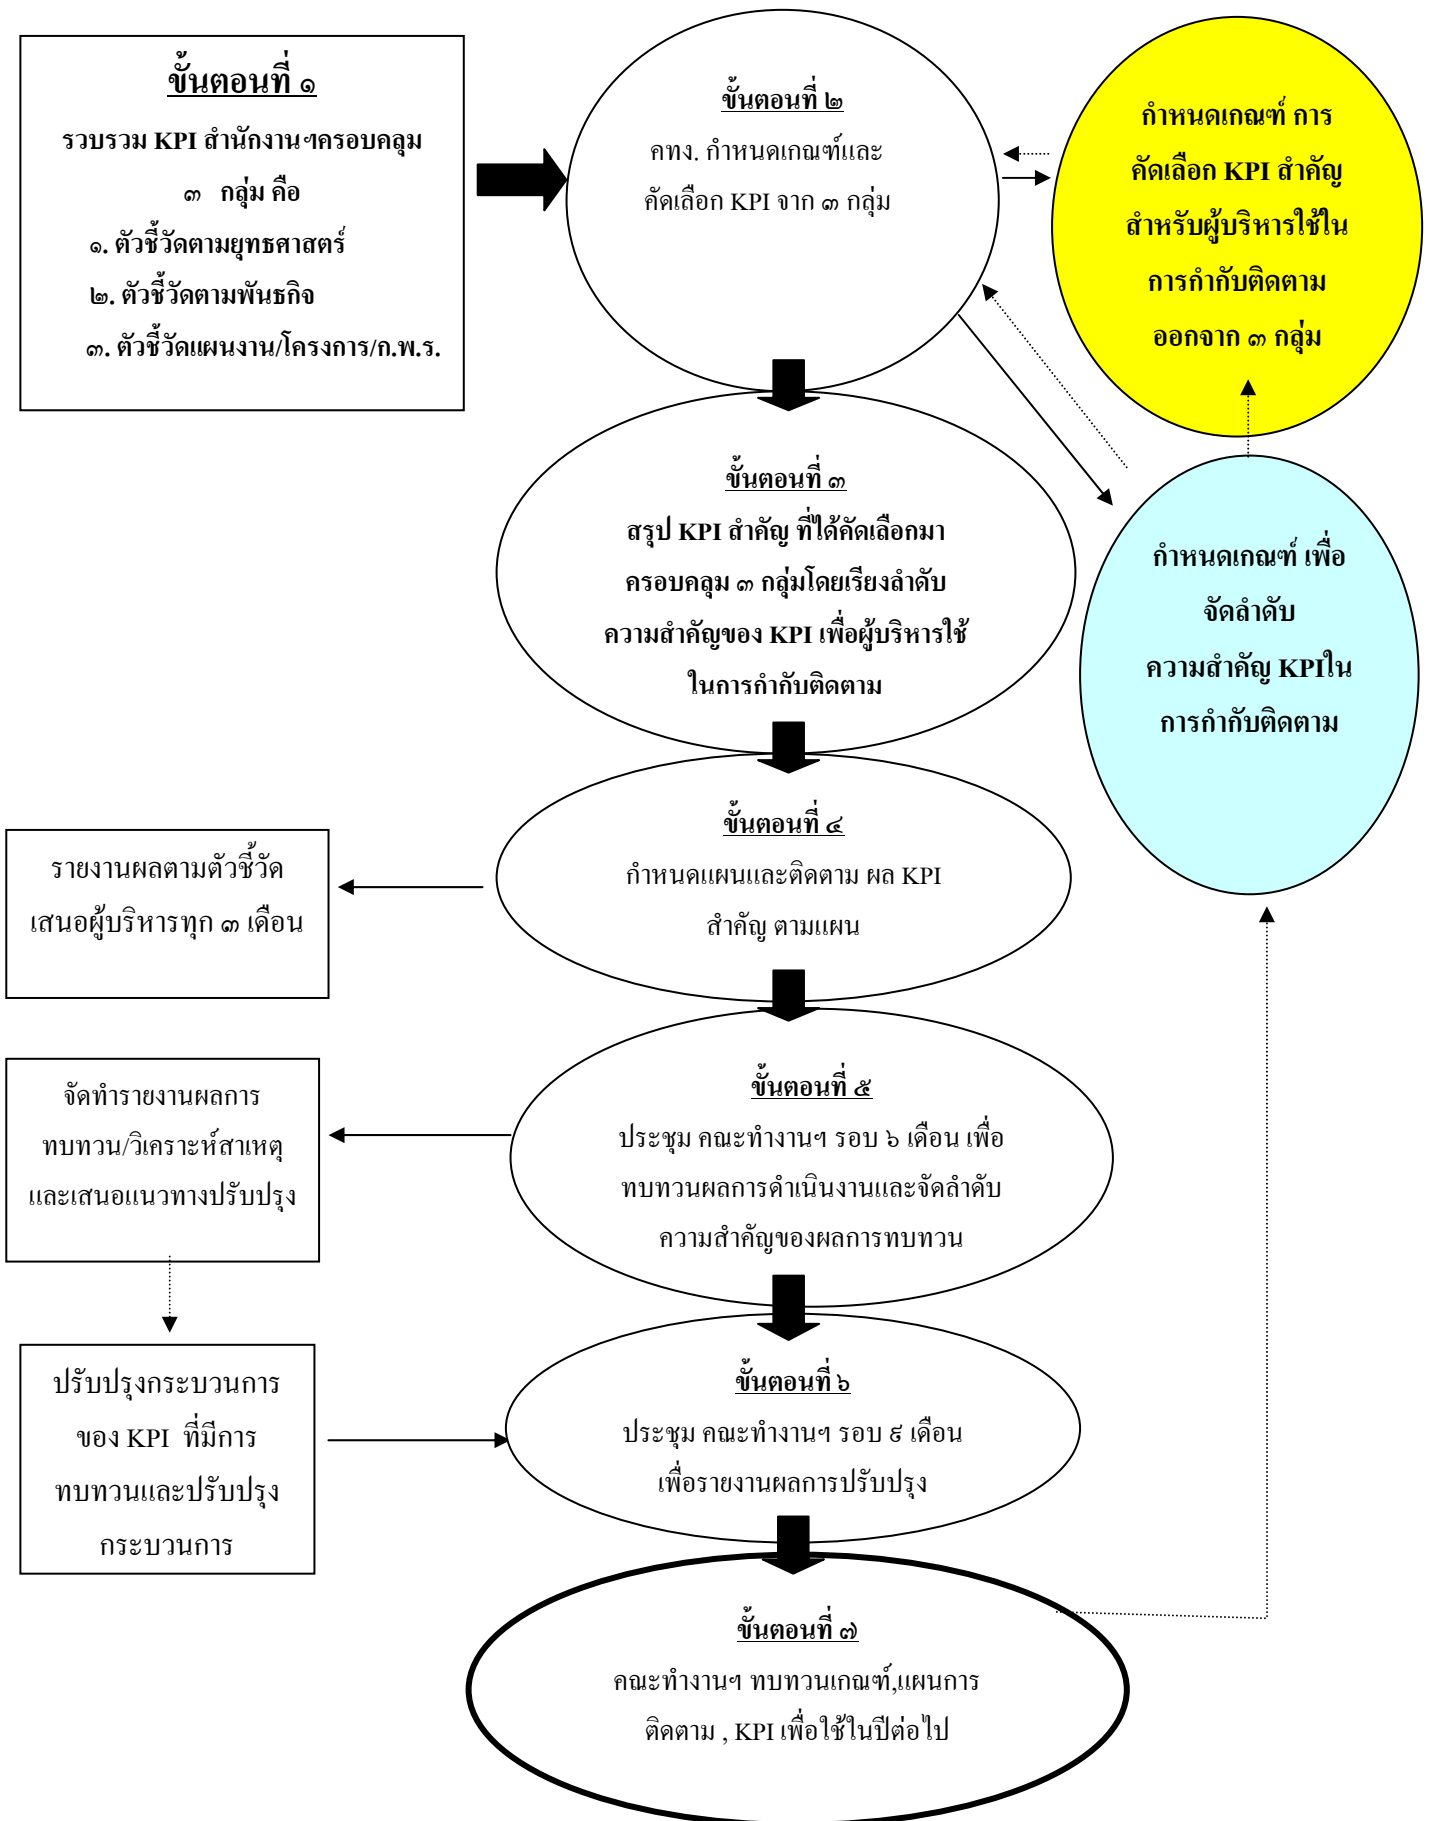 ขั้นตอนที่ ๑
รวบรวม KPI สำนักงานฯครอบคลุม
๓ กลุ่ม คือ
๑. ตัวชี้วัดตามยุทธศาสตร์
๒. ตัวชี้วัดตามพันธกิจ
๓. ตัวชี้วัดแผนงาน/โครงการ/ก.พ.ร.
ขั้นตอนที่ ๒
คทง. กำหนดเกณฑ์และ
คัดเลือก KPI จาก ๓ กลุ่ม
กำหนดเกณฑ์ การ
คัดเลือก KPI สำคัญ
สำหรับผู้บริหารใช้ใน
การกำกับติดตาม
ออกจาก ๓ กลุ่ม
ขั้นตอนที่ ๓
สรุป KPI สำคัญ ที่ได้คัดเลือกมา
ครอบคลุม ๓ กลุ่มโดยเรียงลำดับ
ความสำคัญของ KPI เพื่อผู้บริหารใช้
ในการกำกับติดตาม
กำหนดเกณฑ์ เพื่อ
จัดลำดับ
ความสำคัญ KPIใน
การกำกับติดตาม
ขั้นตอนที่ ๔
กำหนดแผนและติดตาม ผล KPI
สำคัญ ตามแผน
รายงานผลตามตัวชี้วัด
เสนอผู้บริหารทุก ๓ เดือน
ขั้นตอนที่ ๕
ประชุม คณะทำงานฯ รอบ ๖ เดือน เพื่อ
ทบทวนผลการดำเนินงานและจัดลำดับ
ความสำคัญของผลการทบทวน
จัดทำรายงานผลการ
ทบทวน/วิเคราะห์สาเหตุ
และเสนอแนวทางปรับปรุง
ปรับปรุงกระบวนการ
ของ KPI ที่มีการ
ทบทวนและปรับปรุง
กระบวนการ
ขั้นตอนที่ ๖
ประชุม คณะทำงานฯ รอบ ๙ เดือน
เพื่อรายงานผลการปรับปรุง
ขั้นตอนที่ ๗
คณะทำงานฯ ทบทวนเกณฑ์,แผนการ
ติดตาม , KPI เพื่อใช้ในปีต่อไป